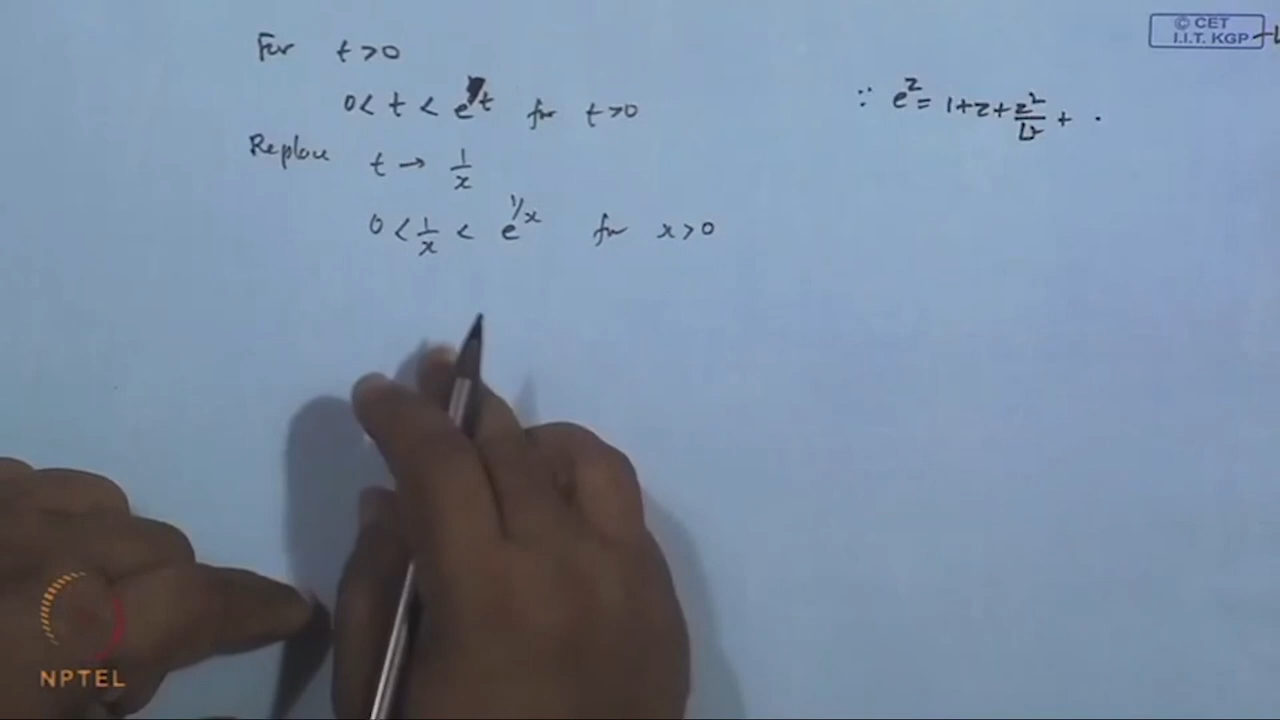 © CET
I.I.T. KGP
For t > 0
0 < t < e^t for t > 0
∵ e^z = 1 + z + z^2/⌊2 + .
Replace t → 1/x
0 < 1/x < e^{1/x} for x > 0
NPTEL